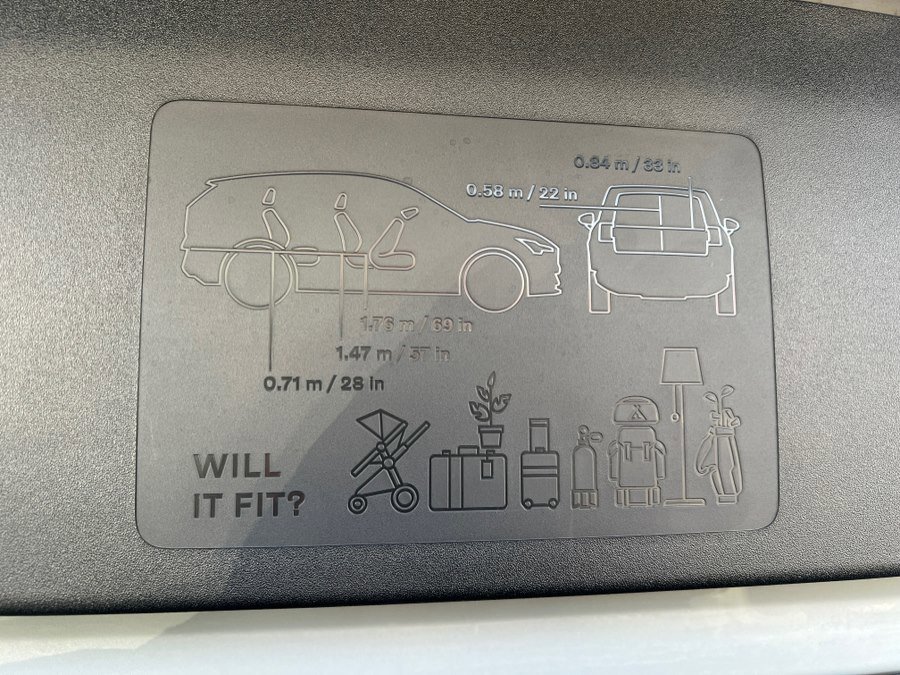 0.84 m / 33 in
0.58 m / 22 in
1.76 m / 69 in
1.47 m / 57 in
0.71 m / 28 in
WILL
IT FIT?